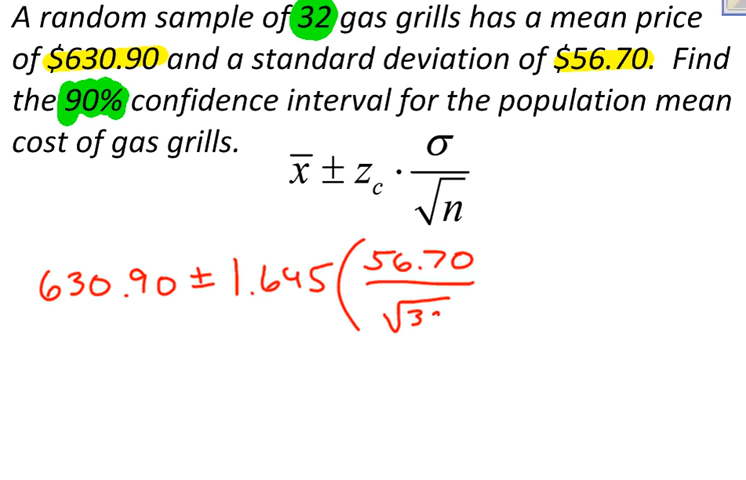 A random sample of 32 gas grills has a mean price
of $630.90 and a standard deviation of $56.70. Find
the 90% confidence interval for the population mean
cost of gas grills.
x̄ ± z_c · σ/√n
630.90 ± 1.645 (56.70/√3